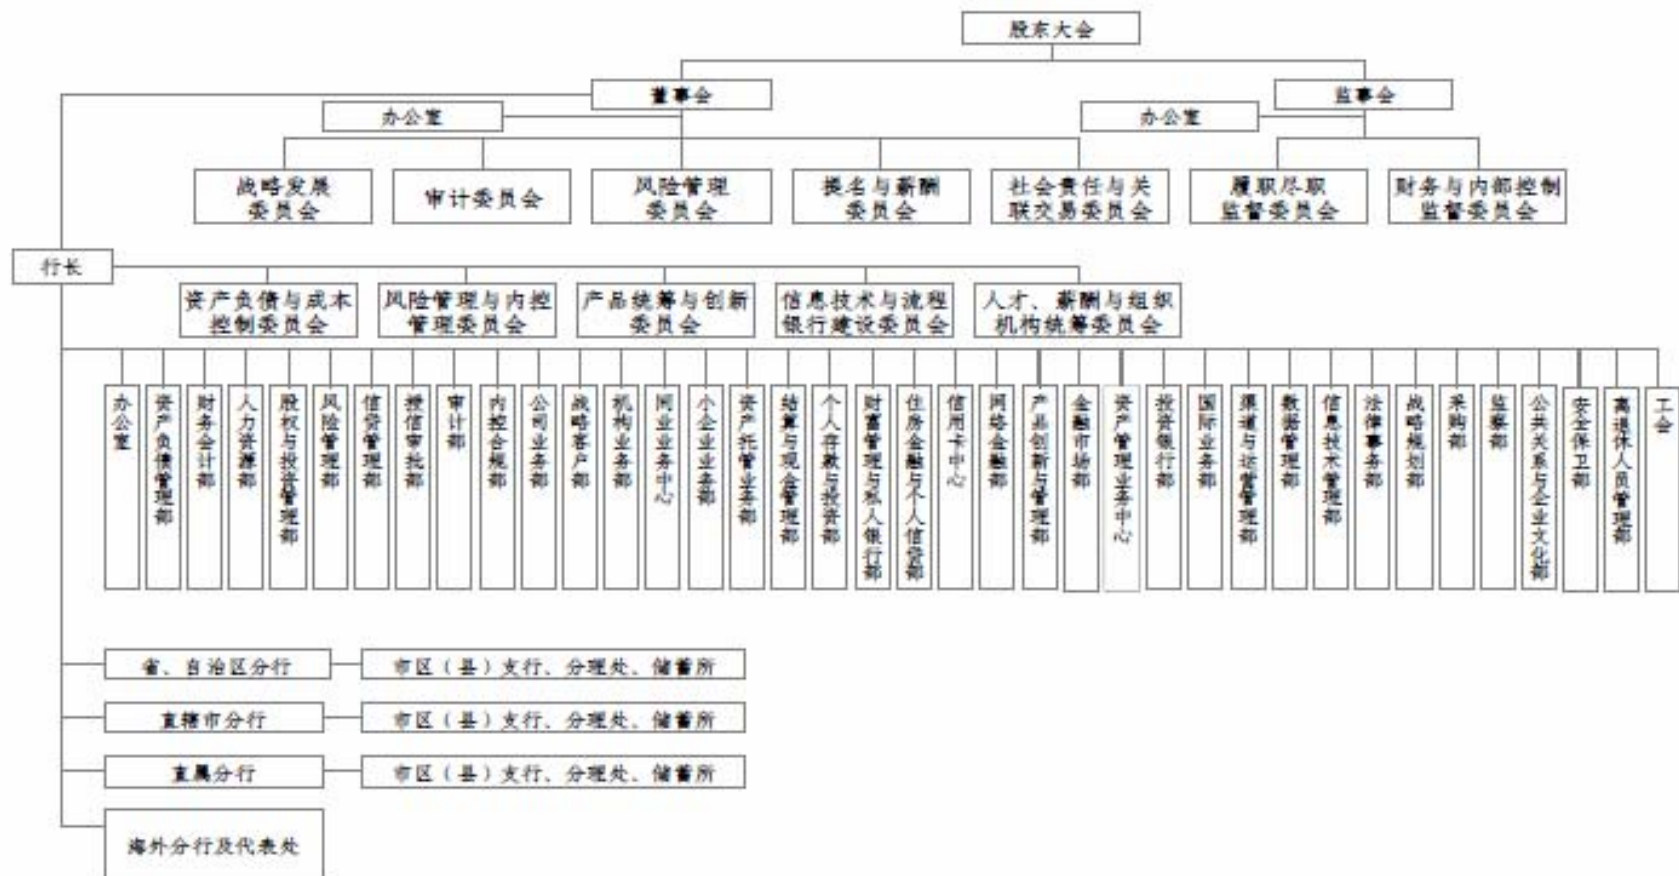 股东大会
董事会
监事会
办公室
办公室
战略发展
委员会
审计委员会
风险管理
委员会
提名与薪酬
委员会
社会责任与关
联交易委员会
履职尽职
监督委员会
财务与内部控制
监督委员会
行长
资产负债与成本
控制委员会
风险管理与内控
管理委员会
产品统筹与创新
委员会
信息技术与流程
银行建设委员会
人才、薪酬与组织
机构统筹委员会
办公室
资产负债管理部
财务会计部
人力资源部
股权与投资管理部
风险管理部
信贷管理部
授信审批部
审计部
内控合规部
公司业务部
战略客户部
机构业务部
同业业务中心
小企业业务部
资产托管业务部
结算与现金管理部
个人存款与投资部
财富管理与私人银行部
住房金融与个人信贷部
信用卡中心
网络金融部
产品创新与管理部
金融市场部
资产管理业务中心
投资银行部
国际业务部
渠道与运营管理部
数据管理部
信息技术管理部
法律事务部
战略规划部
采购部
监察部
公共关系与企业文化部
安全保卫部
离退休人员管理部
工会
省、自治区分行
市区（县）支行、分理处、储蓄所
直辖市分行
市区（县）支行、分理处、储蓄所
直属分行
市区（县）支行、分理处、储蓄所
海外分行及代表处